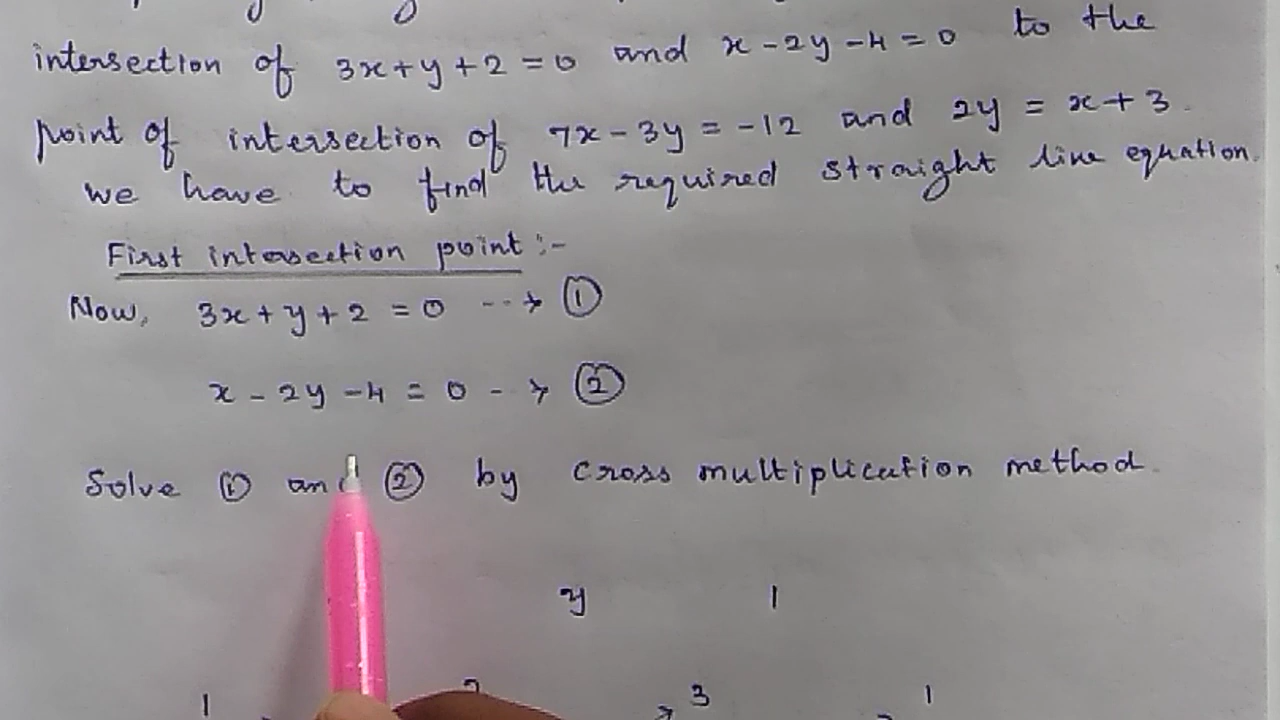 intersection of 3x + y + 2 = 0 and x - 2y - 4 = 0 to the
point of intersection of 7x - 3y = -12 and 2y = x + 3.
we have to find the required straight line equation.
First intersection point :-
Now, 3x + y + 2 = 0 --→ ①
x - 2y - 4 = 0 -→ ②
Solve ① and ② by cross multiplication method.
y 1
1 3 1